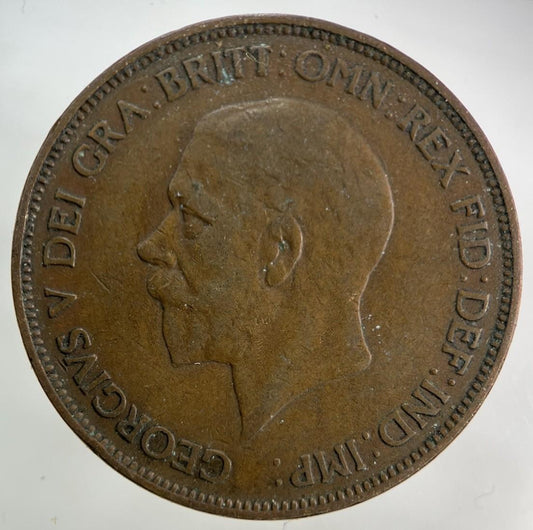 GEORGIVS V DEI GRA: BRITT: OMN: REX FID: DEF: IND: IMP: